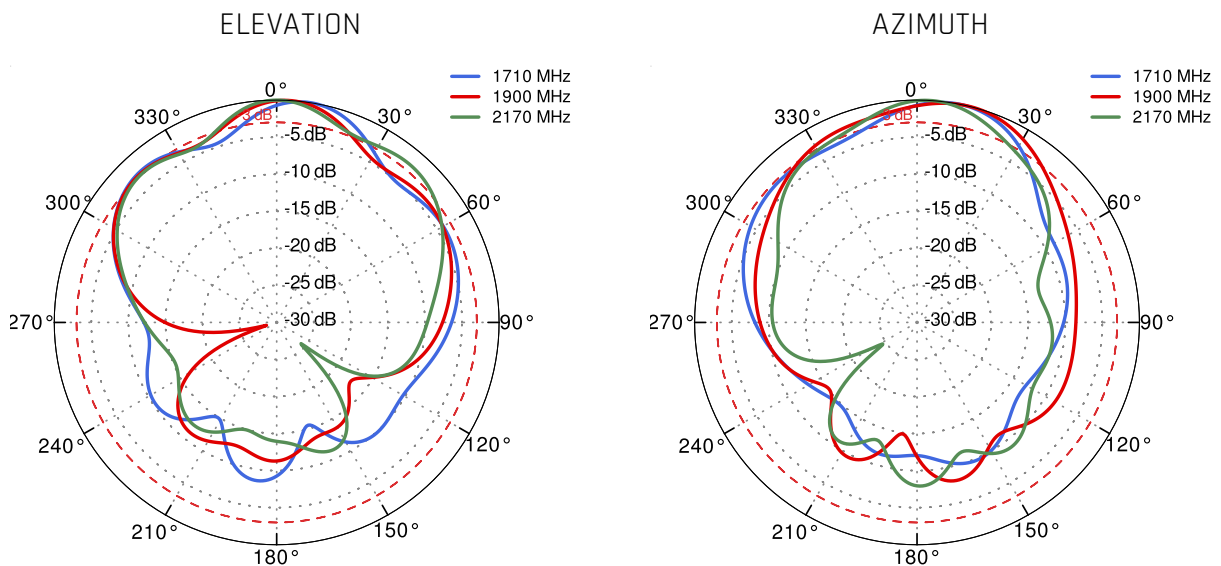 ELEVATION
1710 MHz
1900 MHz
2170 MHz
0°
3 dB
330°
30°
-5 dB
-10 dB
300°
60°
-15 dB
-20 dB
-25 dB
270°
-30 dB
90°
240°
120°
210°
150°
180°
AZIMUTH
1710 MHz
1900 MHz
2170 MHz
0°
3 dB
330°
30°
-5 dB
-10 dB
300°
60°
-15 dB
-20 dB
-25 dB
270°
-30 dB
90°
240°
120°
210°
150°
180°